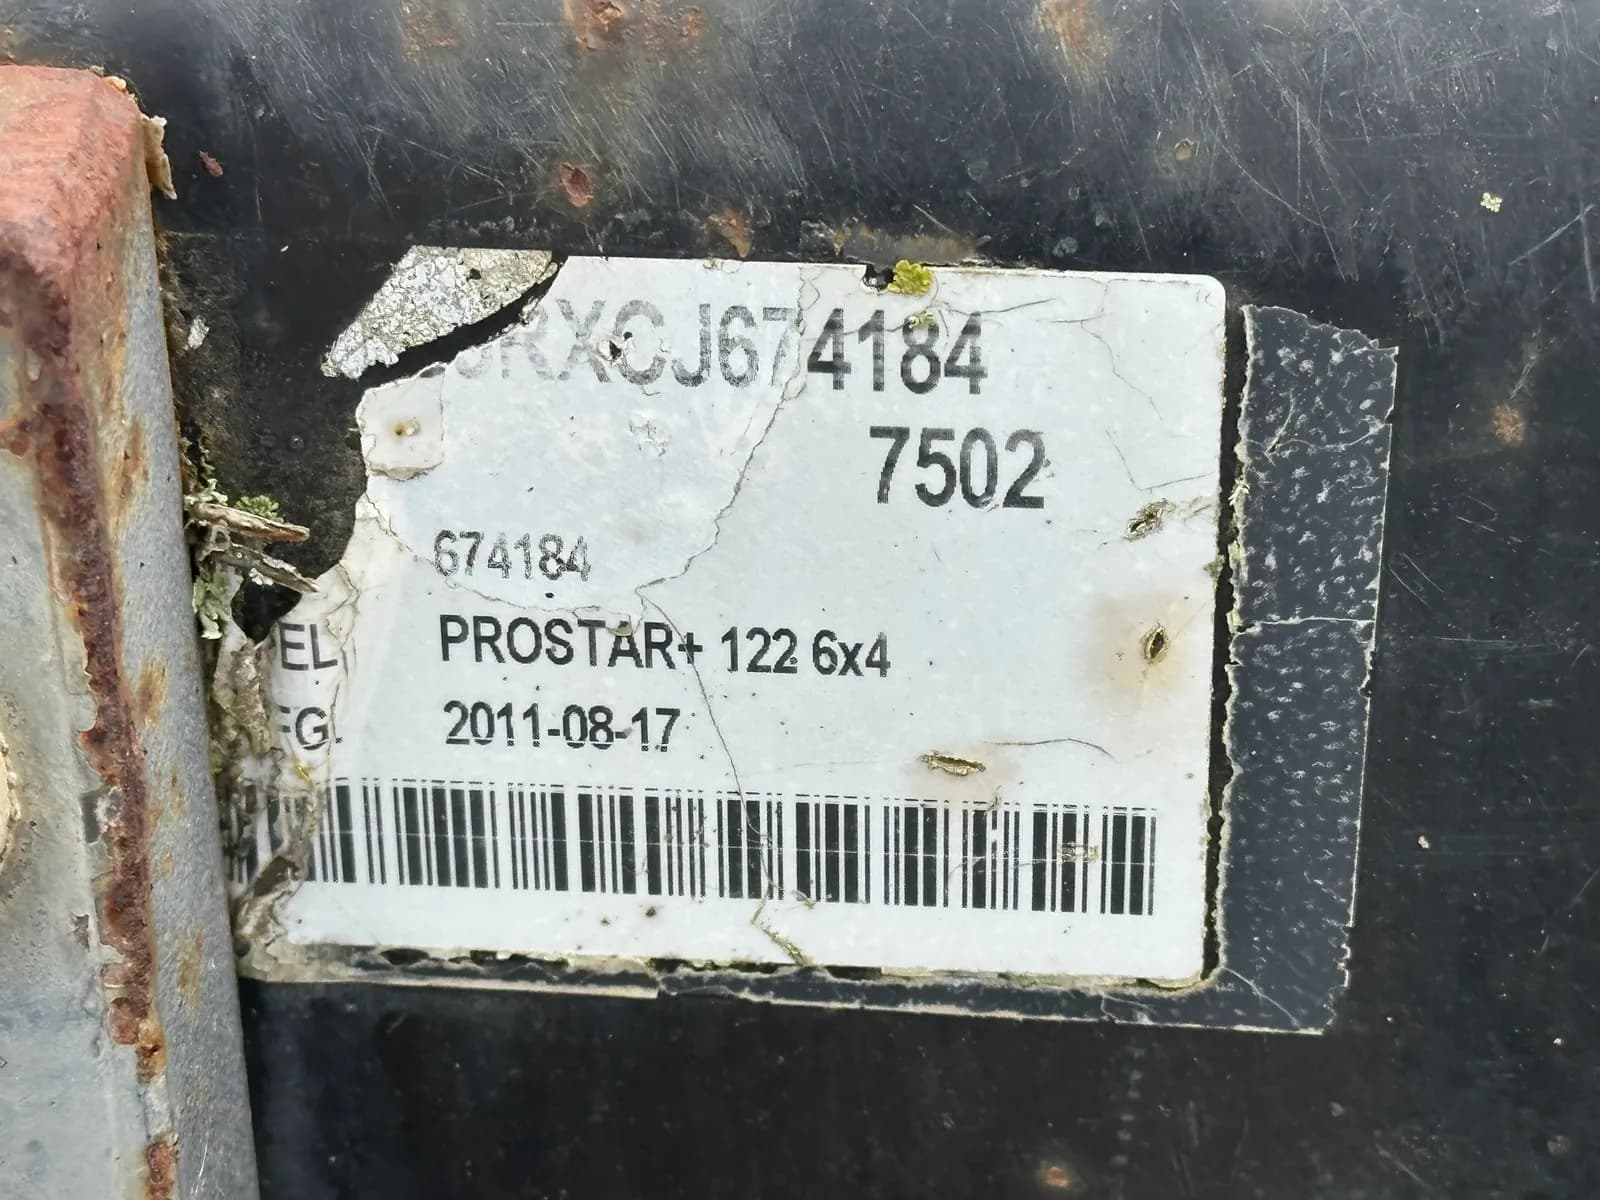 RXCJ674184
7502
674184
EL PROSTAR+ 122 6x4
FG. 2011-08-17